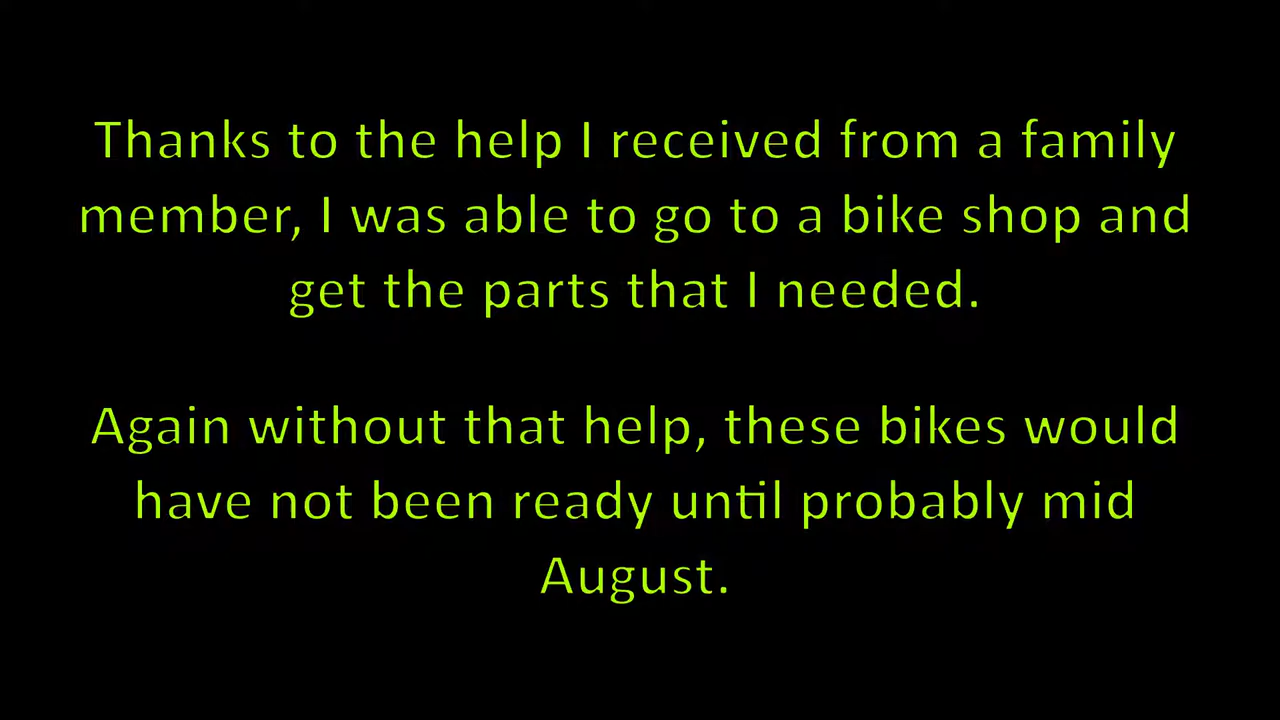 Thanks to the help I received from a family
member, I was able to go to a bike shop and
get the parts that I needed.
Again without that help, these bikes would
have not been ready until probably mid
August.